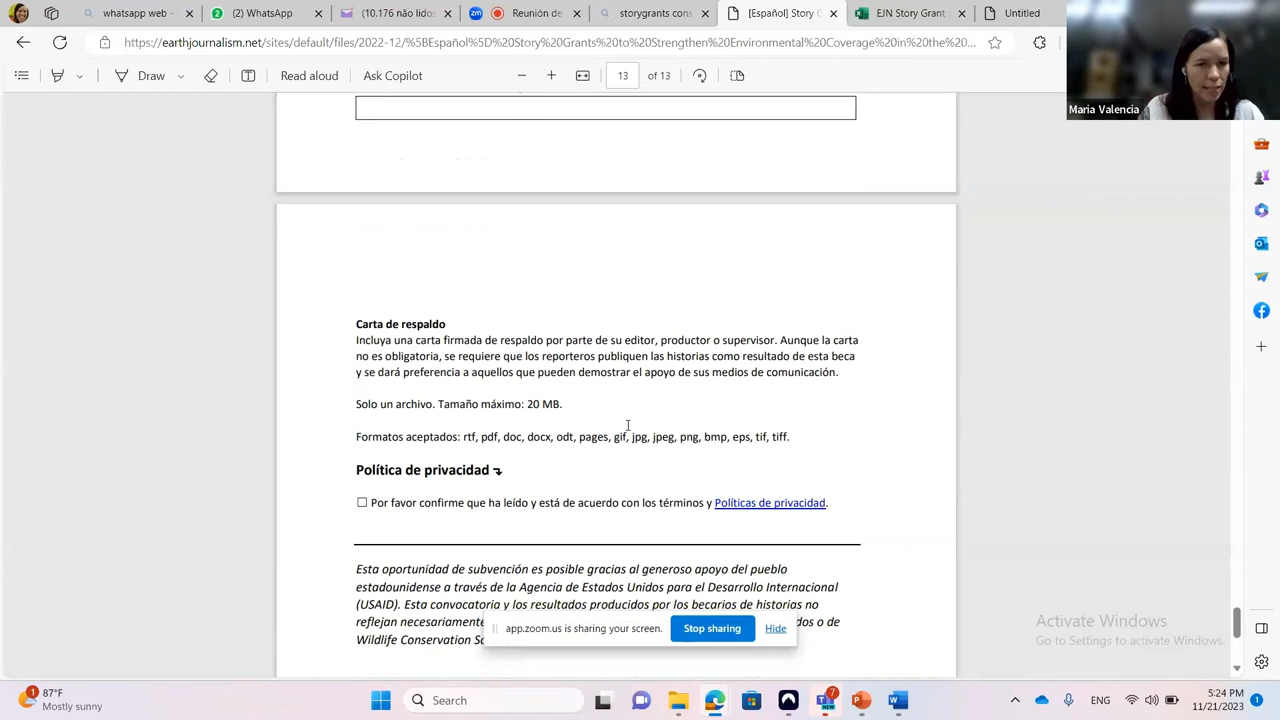 whatsapp web -
(2) WhatsApp
(10.176 não lidos
Reunión de
storygrants cons
[Español] Story G
EN Story Grant
Untitled
https://earthjournalism.net/sites/default/files/2022-12/%5BEspañol%5D%20Story%20Grants%20to%20Strengthen%20Environmental%20Coverage%20in%20the%20...
Draw
Read aloud
Ask Copilot
13 of 13
Maria Valencia
Carta de respaldo
Incluya una carta firmada de respaldo por parte de su editor, productor o supervisor. Aunque la carta
no es obligatoria, se requiere que los reporteros publiquen las historias como resultado de esta beca
y se dará preferencia a aquellos que pueden demostrar el apoyo de sus medios de comunicación.
Solo un archivo. Tamaño máximo: 20 MB.
Formatos aceptados: rtf, pdf, doc, docx, odt, pages, gif, jpg, jpeg, png, bmp, eps, tif, tiff.
Política de privacidad
Por favor confirme que ha leído y está de acuerdo con los términos y Políticas de privacidad.
Esta oportunidad de subvención es posible gracias al generoso apoyo del pueblo
estadounidense a través de la Agencia de Estados Unidos para el Desarrollo Internacional
(USAID). Esta convocatoria y los resultados producidos por los becarios de historias no
reflejan necesariamente dos o de
Wildlife Conservation
app.zoom.us is sharing your screen.
Stop sharing
Hide
Activate Windows
Go to Settings to activate Windows.
1
87°F
Mostly sunny
Search
7
NEW
ENG
5:24 PM
11/21/2023
1